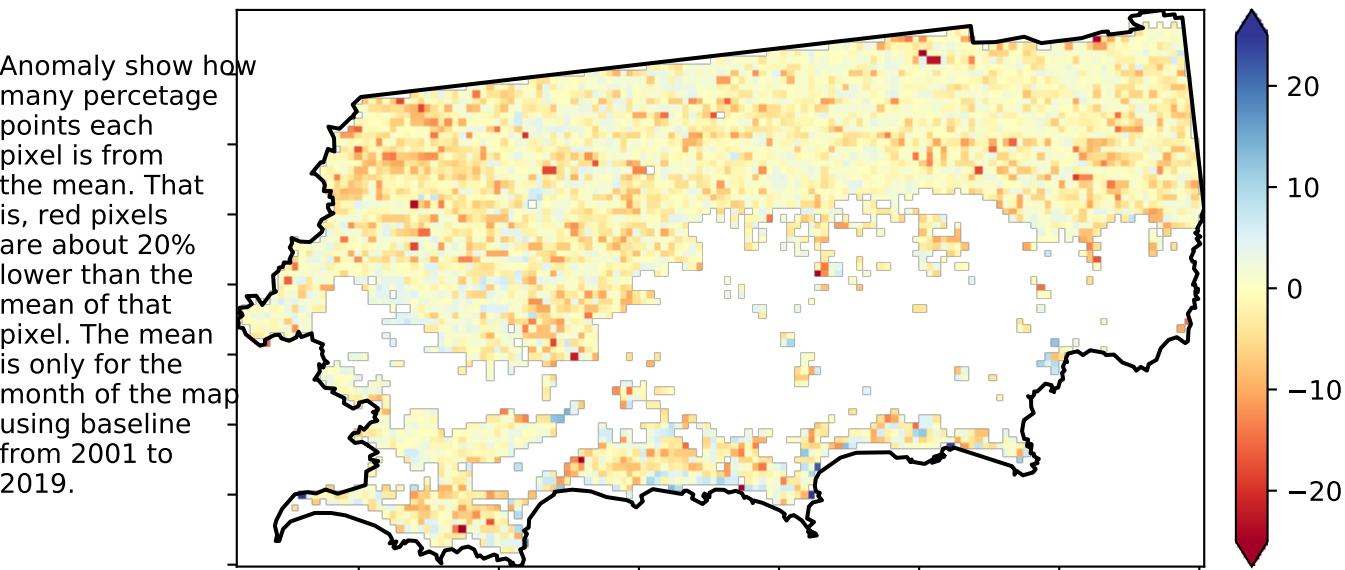 Anomaly show how
many percetage
points each
pixel is from
the mean. That
is, red pixels
are about 20%
lower than the
mean of that
pixel. The mean
is only for the
month of the map
using baseline
from 2001 to
2019.
20
10
0
−10
−20